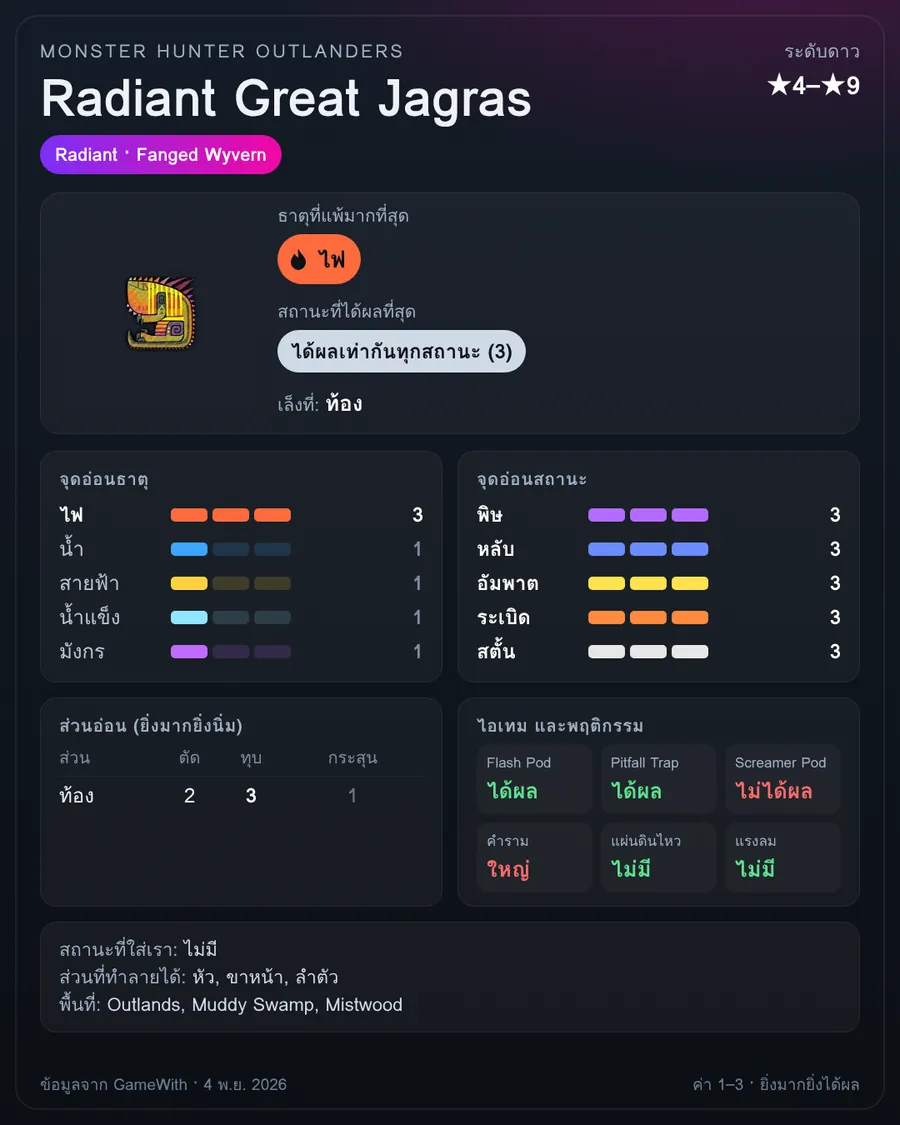 MONSTER HUNTER OUTLANDERS
ระดับดาว
Radiant Great Jagras
★4–★9
Radiant · Fanged Wyvern
ธาตุที่แพ้มากที่สุด
ไฟ
สถานะที่ได้ผลที่สุด
ได้ผลเท่ากันทุกสถานะ (3)
เล็งที่: ท้อง
จุดอ่อนธาตุ
ไฟ 3
น้ำ 1
สายฟ้า 1
น้ำแข็ง 1
มังกร 1
จุดอ่อนสถานะ
พิษ 3
หลับ 3
อัมพาต 3
ระเบิด 3
สตั้น 3
ส่วนอ่อน (ยิ่งมากยิ่งนิ่ม)
ส่วน ตัด ทุบ กระสุน
ท้อง 2 3 1
ไอเทม และพฤติกรรม
Flash Pod
ได้ผล
Pitfall Trap
ได้ผล
Screamer Pod
ไม่ได้ผล
คำราม
ใหญ่
แผ่นดินไหว
ไม่มี
แรงลม
ไม่มี
สถานะที่ใส่เรา: ไม่มี
ส่วนที่ทำลายได้: หัว, ขาหน้า, ลำตัว
พื้นที่: Outlands, Muddy Swamp, Mistwood
ข้อมูลจาก GameWith · 4 พ.ย. 2026
ค่า 1–3 · ยิ่งมากยิ่งได้ผล